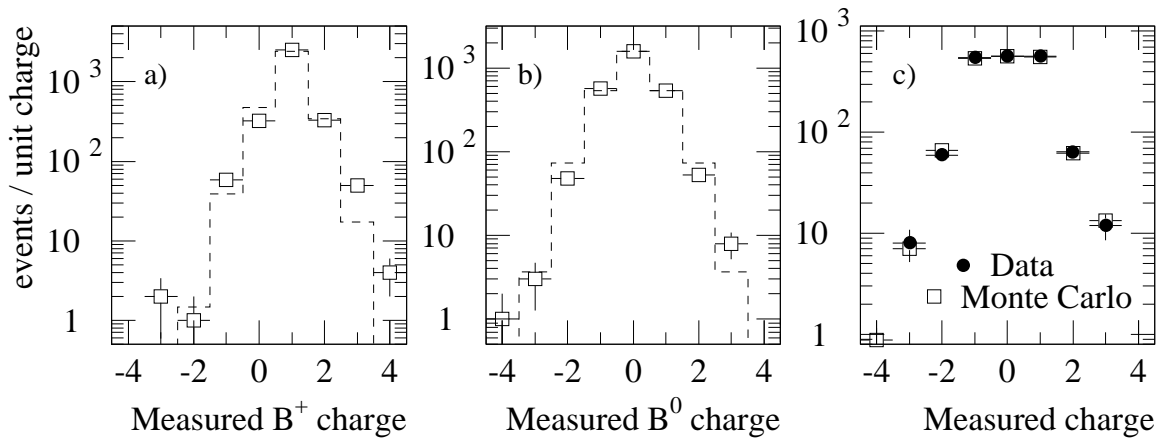 events / unit charge
a)
10^3
10^2
10
1
-4 -2 0 2 4
Measured B^+ charge
b)
10^3
10^2
10
1
-4 -2 0 2 4
Measured B^0 charge
c)
10^3
10^2
10
1
Data
Monte Carlo
-4 -2 0 2 4
Measured charge